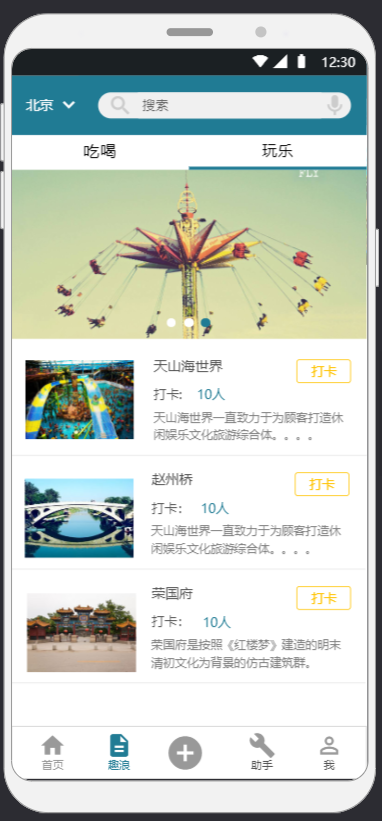 12:30
北京
搜索
吃喝
玩乐
FLI
天山海世界
打卡
打卡: 10人
天山海世界一直致力于为顾客打造休
闲娱乐文化旅游综合体。。。。
赵州桥
打卡
打卡: 10人
天山海世界一直致力于为顾客打造休
闲娱乐文化旅游综合体。。。。
荣国府
打卡
打卡: 10人
荣国府是按照《红楼梦》建造的明末
清初文化为背景的仿古建筑群。
首页
趣浪
助手
我